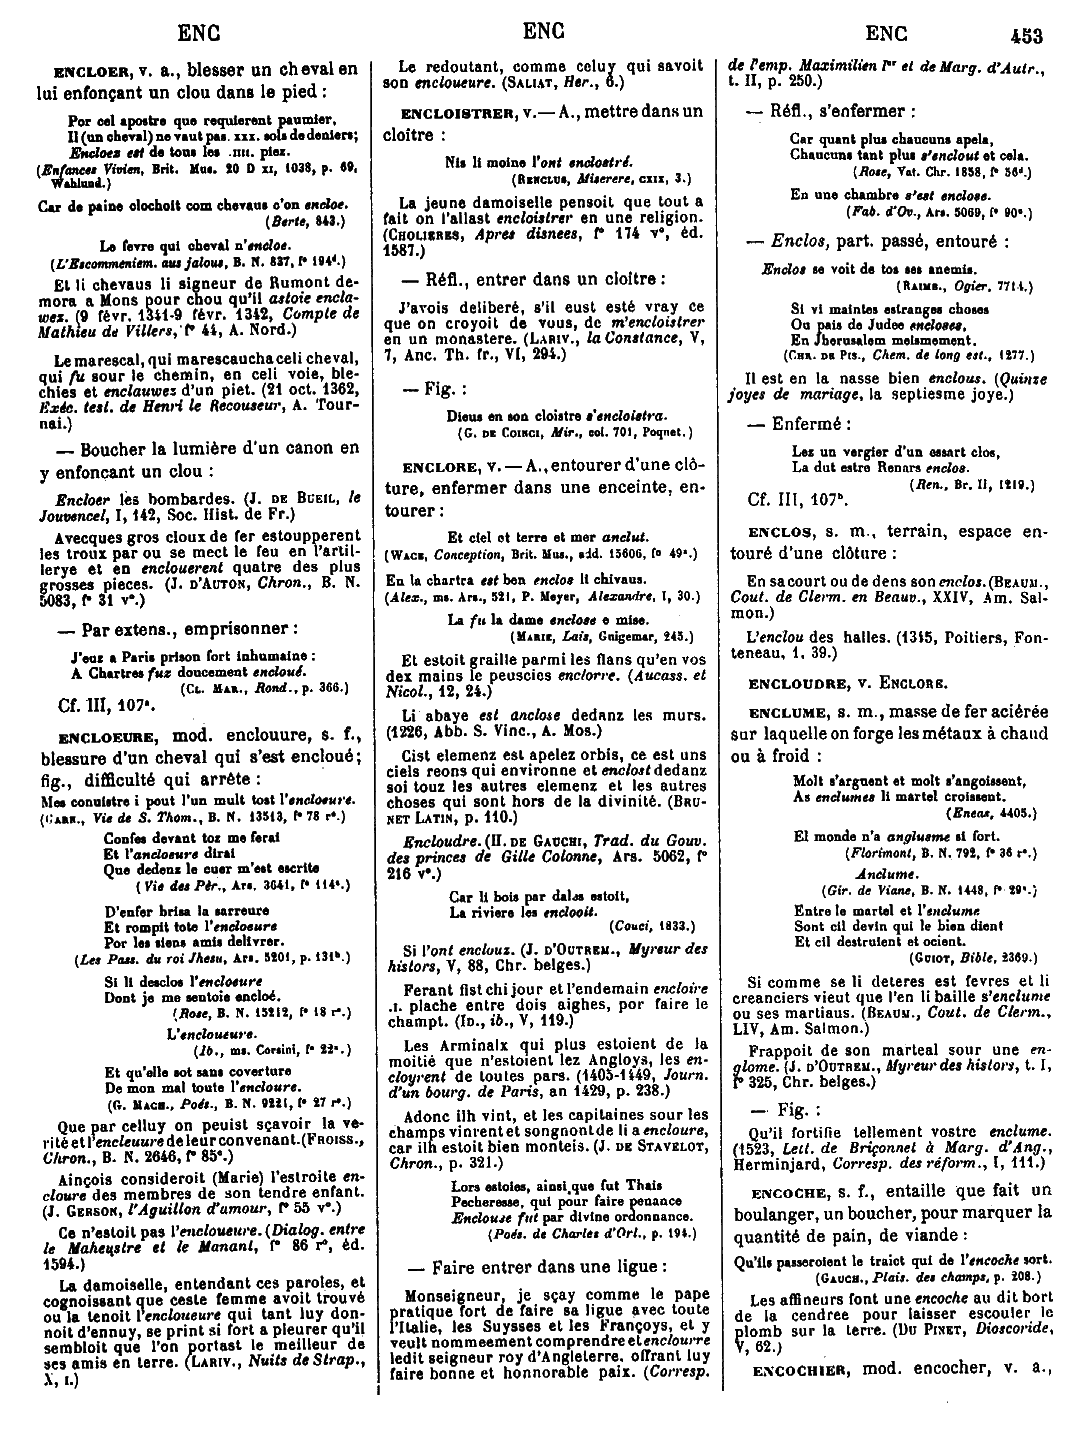 ENC
ENCLOER, v. a., blesser un cheval en
lui enfonçant un clou dans le pied :
Por cel apostre que requierent paumier,
Il (un cheval) ne vaut pas. xxx. sols de deniers;
Encloez est de tous les .IIII. piez.
(Enfances Vivien, Brit. Mus. 20 D XI, 1038, p. 69,
Wahlund.)
Car de paine clochoit com chevaus c'on encloe.
(Berte, 843.)
Le fevre qui cheval n'encloe.
(L'Escommeniem. aus jalous, B. N. 837, f° 194ᵈ.)
Et li chevaus li signeur de Rumont de-
mora a Mons pour chou qu'il astoie encla-
wez. (9 févr. 1341-9 févr. 1342, Compte de
Mathieu de Villers, f° 44, A. Nord.)
Le marescal, qui marescaucha celi cheval,
qui fu sour le chemin, en celi voie, ble-
chies et enclauwez d'un piet. (21 oct. 1362,
Exéc. test. de Henri le Recouseur, A. Tour-
nai.)
— Boucher la lumière d'un canon en
y enfonçant un clou :
Encloer les bombardes. (J. DE BUEIL, le
Jouvencel, I, 142, Soc. Hist. de Fr.)
Avecques gros cloux de fer estoupperent
les troux par ou se mect le feu en l'artil-
lerye et en enclouerent quatre des plus
grosses pieces. (J. D'AUTON, Chron., B. N.
5083, f° 31 v°.)
— Par extens., emprisonner :
J'euz a Paris prison fort inhumaine :
A Chartres fuz doucement encloué.
(CL. MAR., Rond., p. 366.)
Cf. III, 107ᵃ.
ENCLOEURE, mod. enclouure, s. f.,
blessure d'un cheval qui s'est encloué;
fig., difficulté qui arrête :
Mes connistre i pout l'un mult tost l'encloeure.
(GARN., Vie de S. Thom., B. N. 13513, f° 78 r°.)
Confes devant toz me ferai
Et l'ancloeure dirai
Que dedenz le cuer m'est escrite
(Vie des Pèr., Ars. 3641, f° 114ᵃ.)
D'enfer brisa la sarreure
Et rompit tote l'encloeure
Por les siens amis delivrer.
(Les Pass. du roi Jhesu, Ars. 5201, p. 131ᵇ.)
Si li desclos l'encloeure
Dont je me sentoie encloé.
(Rose, B. N. 15212, f° 18 r°.)
L'encloueure.
(Ib., ms. Corsini, f° 22ᵃ.)
Et qu'elle sot sans coverture
De mon mal toute l'encloure.
(G. MACH., Poés., B. N. 9221, f° 27 r°.)
Que par celluy on peuist sçavoir la ve-
rité et l'encleuure de leur convenant. (FROISS.,
Chron., B. N. 2646, f° 85ᵃ.)
Ainçois consideroit (Marie) l'estroite en-
cloure des membres de son tendre enfant.
(J. GERSON, l'Aguillon d'amour, f° 55 v°.)
Ce n'estoit pas l'encloueure. (Dialog. entre
le Maheustre et le Manant, f° 86 r°, éd.
1594.)
La damoiselle, entendant ces paroles, et
cognoissant que ceste femme avoit trouvé
ou la tenoit l'encloueure qui tant luy don-
noit d'ennuy, se print si fort a pleurer qu'il
sembloit que l'on portast le meilleur de
ses amis en terre. (LARIV., Nuits de Strap.,
X, I.)
ENC
Le redoutant, comme celuy qui savoit
son encloueure. (SALIAT, Her., 6.)
ENCLOISTRER, v.— A., mettre dans un
cloître :
Nis li moine l'ont enclostré.
(RENCLUS, Miserere, CXIX, 3.)
La jeune damoiselle pensoit que tout a
fait on l'allast encloistrer en une religion.
(CHOLIERES, Apres disnees, f° 174 v°, éd.
1587.)
— Réfl., entrer dans un cloître :
J'avois deliberé, s'il eust esté vray ce
que on croyoit de vous, de m'encloistrer
en un monastere. (LARIV., la Constance, V,
7, Anc. Th. fr., VI, 294.)
— Fig. :
Dieus en son cloistre s'encloistra.
(G. DE COINCI, Mir., col. 701, Poquet.)
ENCLORE, v. — A., entourer d'une clô-
ture, enfermer dans une enceinte, en-
tourer :
Et ciel et terre et mer anclut.
(WACE, Conception, Brit. Mus., add. 15606, f° 49ᵃ.)
En la chartra est ben enclos li chivaus.
(Alex., ms. Ars., 521, P. Meyer, Alexandre, I, 30.)
La fu la dame enclose e mise.
(MARIE, Lais, Guigemar, 245.)
Et estoit graille parmi les flans qu'en vos
dex mains le peuscies enclorre. (Aucass. et
Nicol., 12, 24.)
Li abaye est anclose dedanz les murs.
(1226, Abb. S. Vinc., A. Mos.)
Cist elemenz est apelez orbis, ce est uns
ciels reons qui environne et enclost dedanz
soi touz les autres elemenz et les autres
choses qui sont hors de la divinité. (BRU-
NET LATIN, p. 110.)
Encloudre. (H. DE GAUCHI, Trad. du Gouv.
des princes de Gille Colonne, Ars. 5062, f°
216 v°.)
Car li bois par dalas estoit,
La riviere les enclooit.
(Couci, 1833.)
Si l'ont enclouz. (J. D'OUTREM., Myreur des
histors, V, 88, Chr. belges.)
Ferant fist chi jour et l'endemain encloire
.I. plache entre dois aighes, por faire le
champt. (ID., ib., V, 119.)
Les Arminalx qui plus estoient de la
moitié que n'estoient lez Angloys, les en-
cloyrent de toutes pars. (1405-1449, Journ.
d'un bourg. de Paris, an 1429, p. 238.)
Adonc ilh vint, et les capitaines sour les
champs vinrent et songnont de li a encloure,
car ilh estoit bien monteis. (J. DE STAVELOT,
Chron., p. 321.)
Lors estoies, ainsi que fut Thais
Pecheresse, qui pour faire penance
Enclouse fut par divine ordonnance.
(Poés. de Charles d'Orl., p. 194.)
— Faire entrer dans une ligue :
Monseigneur, je sçay comme le pape
pratique fort de faire sa ligue avec toute
l'Italie, les Suysses et les Françoys, et y
veult nommeement comprendre et enclourre
ledit seigneur roy d'Angleterre, offrant luy
faire bonne et honnorable paix. (Corresp.
ENC 453
de l'emp. Maximilien Iᵉʳ et de Marg. d'Autr.,
t. II, p. 250.)
— Réfl., s'enfermer :
Car quant plus chaucuns apela,
Chaucuns tant plus s'enclout et cela.
(Rose, Vat. Chr. 1858, f° 56ᵈ.)
En une chambre s'est enclose.
(Fab. d'Ov., Ars. 5069, f° 90ᵃ.)
— Enclos, part. passé, entouré :
Enclos se voit de tos ses anemis.
(RAIMB., Ogier, 7714.)
Si vi maintes estranges choses
Ou pais de Judee encloses,
En Jherusalem meismement.
(CHR. DE PIS., Chem. de long est., 1277.)
Il est en la nasse bien enclous. (Quinze
joyes de mariage, la septiesme joye.)
— Enfermé :
Lez un vergier d'un essart clos,
La dut estre Renars enclos.
(Ren., Br. II, 1219.)
Cf. III, 107ᵇ.
ENCLOS, s. m., terrain, espace en-
touré d'une clôture :
En sa court ou de dens son enclos. (BEAUM.,
Cout. de Clerm. en Beauv., XXIV, Am. Sal-
mon.)
L'enclou des halles. (1315, Poitiers, Fon-
teneau, 1, 39.)
ENCLOUDRE, v. ENCLORE.
ENCLUME, s. m., masse de fer aciérée
sur laquelle on forge les métaux à chaud
ou à froid :
Molt s'arguent et molt s'angoissent,
As enclumes li martel croissent.
(Eneas, 4405.)
El monde n'a anglusme si fort.
(Florimont, B. N. 792, f° 36 r°.)
Anclume.
(Gir. de Viane, B. N. 1448, f° 29ᵃ.)
Entre le martel et l'enclume
Sont cil devin qui le bien dient
Et cil destruient et ocient.
(GUIOT, Bible, 2369.)
Si comme se li deteres est fevres et li
creanciers vieut que l'en li baille s'enclume
ou ses martiaus. (BEAUM., Cout. de Clerm.,
LIV, Am. Salmon.)
Frappoit de son marteal sour une en-
glome. (J. D'OUTREM., Myreur des histors, t. I,
f° 325, Chr. belges.)
— Fig. :
Qu'il fortifie tellement vostre enclume.
(1523, Lett. de Briçonnet à Marg. d'Ang.,
Herminjard, Corresp. des réform., I, 111.)
ENCOCHE, s. f., entaille que fait un
boulanger, un boucher, pour marquer la
quantité de pain, de viande :
Qu'ils passeroient le traict qui de l'encoche sort.
(GAUCH., Plais. des champs, p. 208.)
Les affineurs font une encoche au dit bort
de la cendree pour laisser escouler le
plomb sur la terre. (DU PINET, Dioscoride,
V, 62.)
ENCOCHIER, mod. encocher, v. a.,